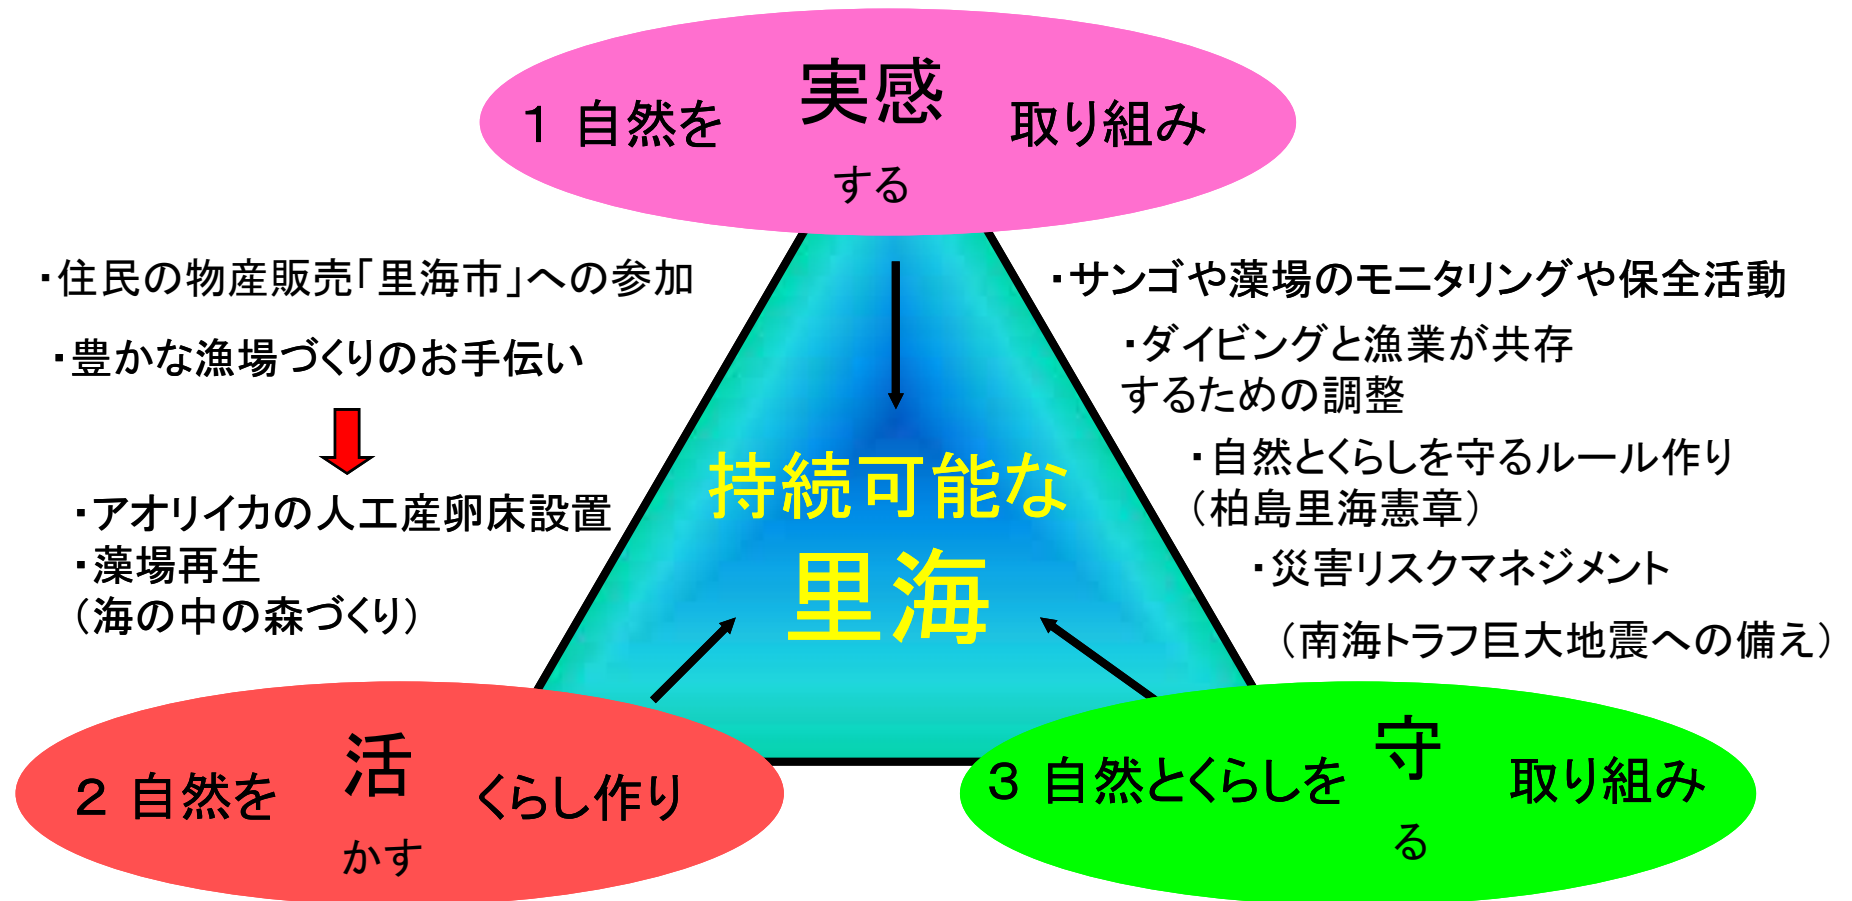 １ 自然を 実感 取り組み
する
・住民の物産販売「里海市」への参加
・豊かな漁場づくりのお手伝い
・アオリイカの人工産卵床設置
・藻場再生
（海の中の森づくり）
・サンゴや藻場のモニタリングや保全活動
・ダイビングと漁業が共存
するための調整
・自然とくらしを守るルール作り
（柏島里海憲章）
・災害リスクマネジメント
（南海トラフ巨大地震への備え）
持続可能な
里海
２ 自然を 活 くらし作り
かす
３ 自然とくらしを 守 取り組み
る